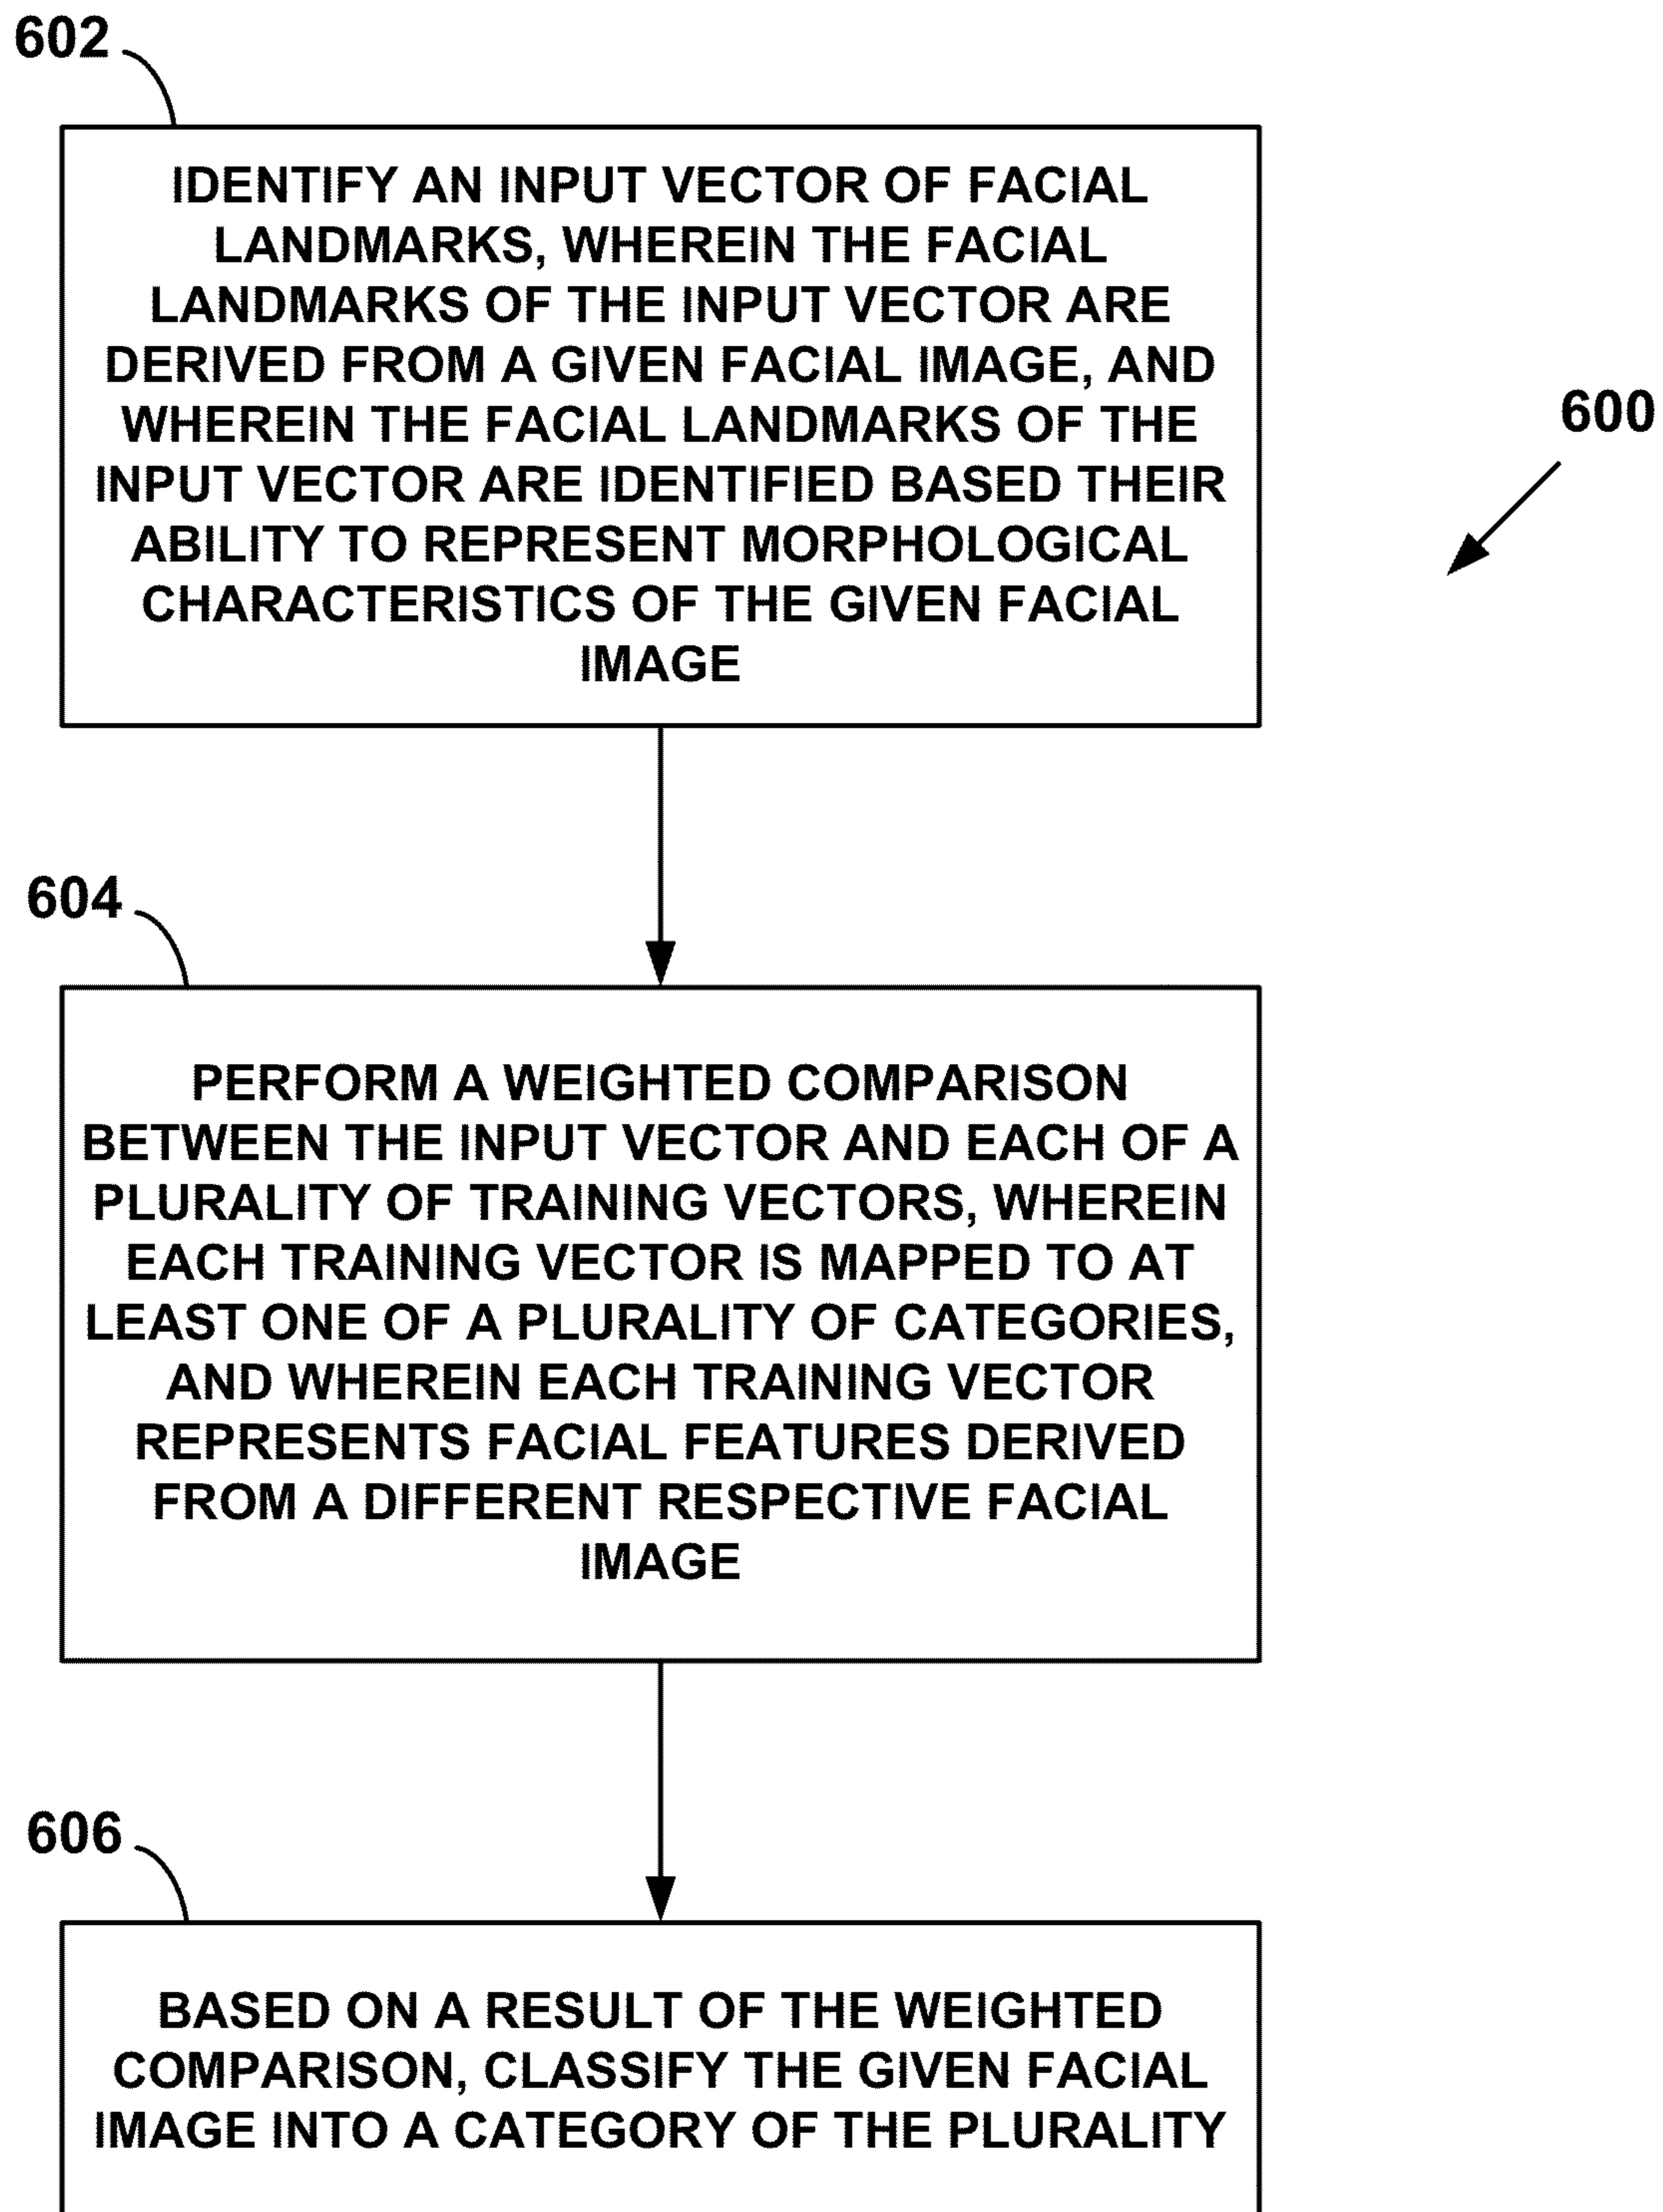 602
IDENTIFY AN INPUT VECTOR OF FACIAL
LANDMARKS, WHEREIN THE FACIAL
LANDMARKS OF THE INPUT VECTOR ARE
DERIVED FROM A GIVEN FACIAL IMAGE, AND
WHEREIN THE FACIAL LANDMARKS OF THE
INPUT VECTOR ARE IDENTIFIED BASED THEIR
ABILITY TO REPRESENT MORPHOLOGICAL
CHARACTERISTICS OF THE GIVEN FACIAL
IMAGE
600
604
PERFORM A WEIGHTED COMPARISON
BETWEEN THE INPUT VECTOR AND EACH OF A
PLURALITY OF TRAINING VECTORS, WHEREIN
EACH TRAINING VECTOR IS MAPPED TO AT
LEAST ONE OF A PLURALITY OF CATEGORIES,
AND WHEREIN EACH TRAINING VECTOR
REPRESENTS FACIAL FEATURES DERIVED
FROM A DIFFERENT RESPECTIVE FACIAL
IMAGE
606
BASED ON A RESULT OF THE WEIGHTED
COMPARISON, CLASSIFY THE GIVEN FACIAL
IMAGE INTO A CATEGORY OF THE PLURALITY